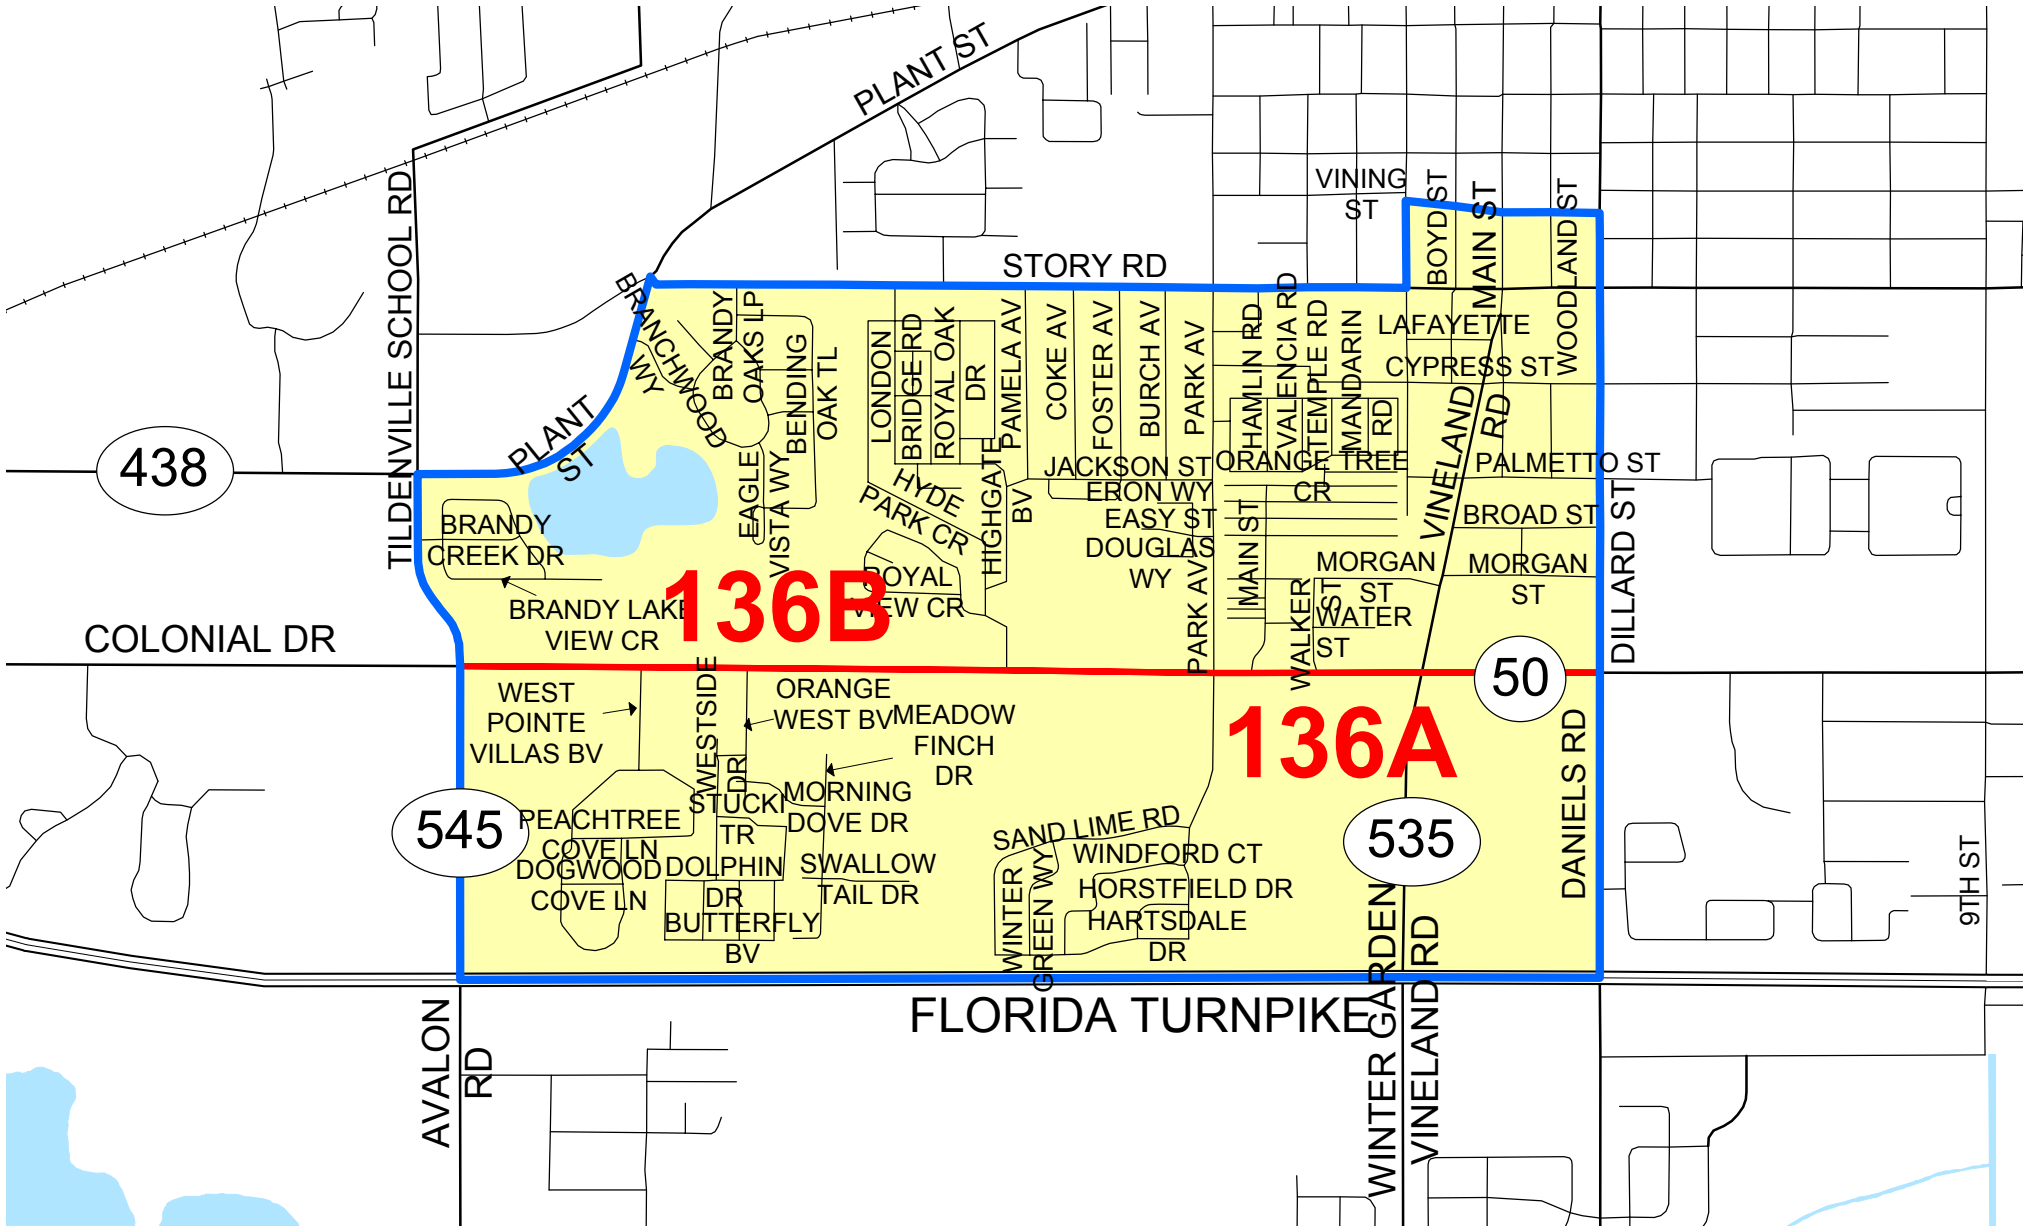 PLANT ST
VINING
ST
BOYD ST
MAIN ST
WOODLAND ST
TILDENVILLE SCHOOL RD
STORY RD
BRANCHWOOD
WY
BRANDY
OAKS LP
BENDING
OAK TL
LONDON
BRIDGE RD
ROYAL OAK
DR
PAMELA AV
COKE AV
FOSTER AV
BURCH AV
PARK AV
HAMLIN RD
VALENCIA RD
TEMPLE RD
MANDARIN
RD
LAFAYETTE
CYPRESS ST
VINELAND
RD
438
PLANT
ST
EAGLE
VISTA WY
HYDE
PARK CR
HIGHGATE
BV
JACKSON ST
ERON WY
EASY ST
DOUGLAS
WY
ORANGE TREE
CR
PALMETTO ST
BROAD ST
MORGAN
ST
MORGAN
ST
DILLARD ST
BRANDY
CREEK DR
BRANDY LAKE
VIEW CR
136B
ROYAL
VIEW CR
PARK AV
MAIN ST
WALKER
ST
WATER
ST
COLONIAL DR
50
WEST
POINTE
VILLAS BV
WESTSIDE
DR
ORANGE
WEST BV
MEADOW
FINCH
DR
136A
DANIELS RD
545
PEACHTREE
COVE LN
DOGWOOD
COVE LN
STUCKI
TR
MORNING
DOVE DR
DOLPHIN
DR
SWALLOW
TAIL DR
BUTTERFLY
BV
SAND LIME RD
WINDFORD CT
HORSTFIELD DR
HARTSDALE
DR
WINTER
GREEN WY
535
9TH ST
FLORIDA TURNPIKE
AVALON
RD
WINTER GARDEN
VINELAND RD